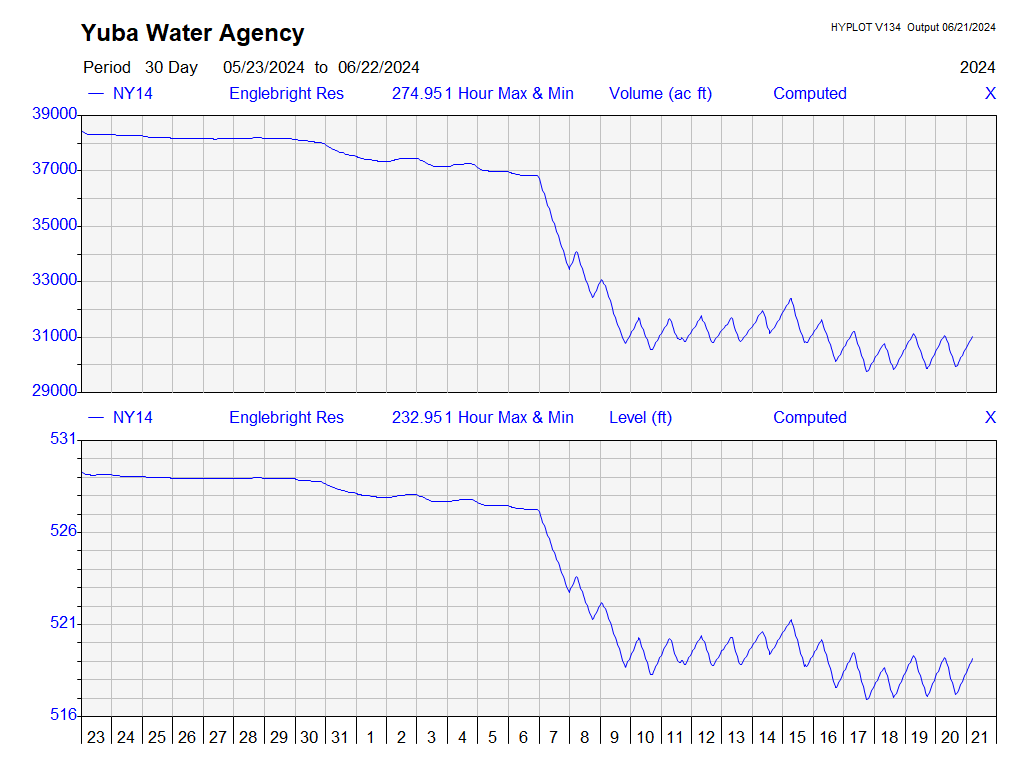 Yuba Water Agency
HYPLOT V134 Output 06/21/2024
Period 30 Day 05/23/2024 to 06/22/2024
2024
NY14 Englebright Res 274.951 Hour Max & Min Volume (ac ft) Computed X
39000
37000
35000
33000
31000
29000
NY14 Englebright Res 232.951 Hour Max & Min Level (ft) Computed X
531
526
521
516
23 24 25 26 27 28 29 30 31 1 2 3 4 5 6 7 8 9 10 11 12 13 14 15 16 17 18 19 20 21